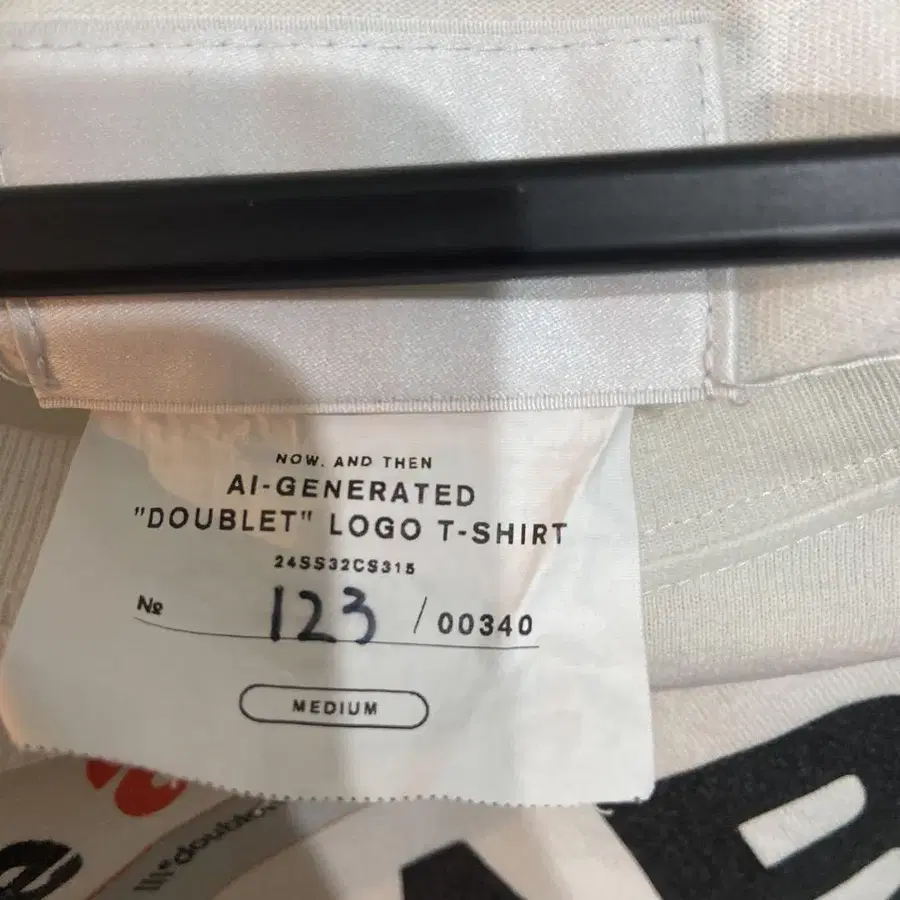 NOW, AND THEN
AI-GENERATED
"DOUBLET" LOGO T-SHIRT
24SS32CS315
№ 123 / 00340
MEDIUM